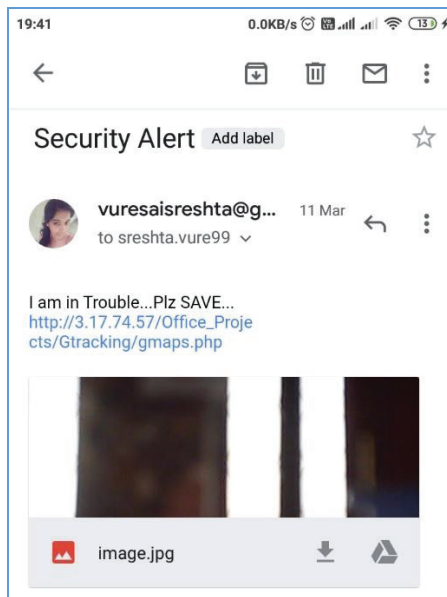 19:41 0.0KB/s 13
Security Alert Add label
vuresaisreshta@g... 11 Mar
to sreshta.vure99
I am in Trouble...Plz SAVE...
http://3.17.74.57/Office_Proje
cts/Gtracking/gmaps.php
image.jpg